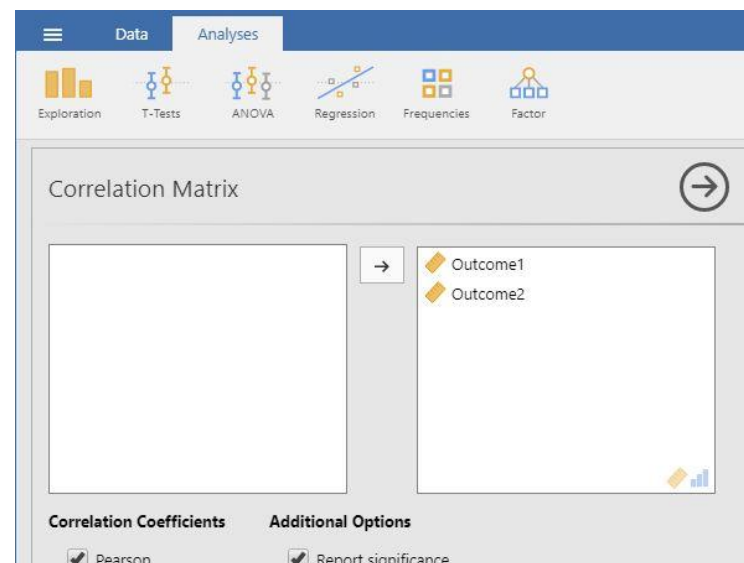 Data Analyses
Exploration T-Tests ANOVA Regression Frequencies Factor
Correlation Matrix
Outcome1
Outcome2
Correlation Coefficients Additional Options
Pearson Report significance